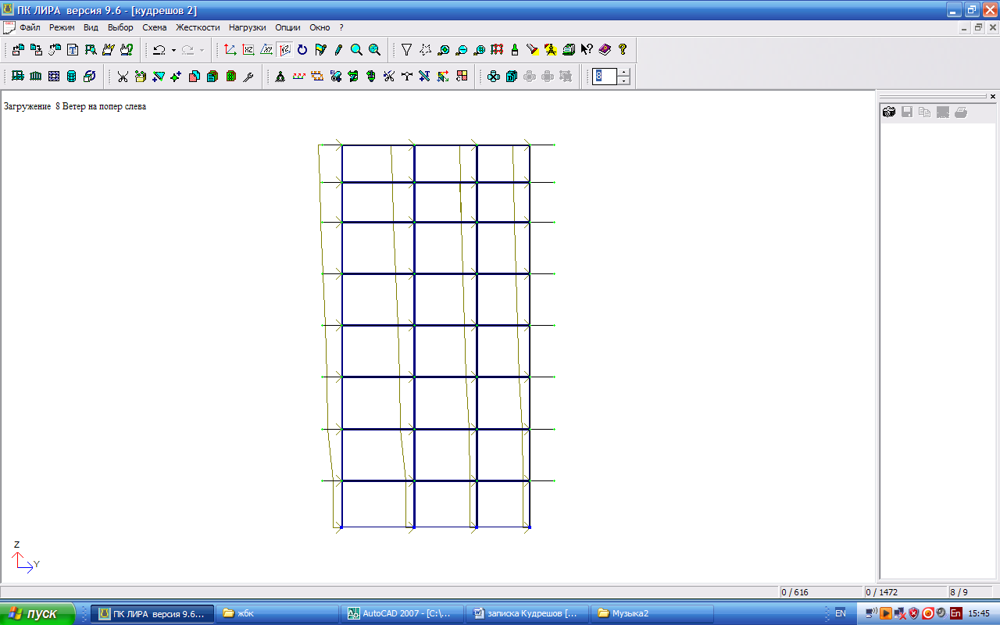 ПК ЛИРА версия 9.6 - [кудрешов 2]
Файл Режим Вид Выбор Схема Жесткости Нагрузки Опции Окно ?
8
Загружение 8 Ветер на попер слева
Z
Y
0 / 616 0 / 1472 8 / 9
пуск ПК ЛИРА версия 9.6... жбк AutoCAD 2007 - [C:\... записка Кудрешов [... Музыка2 EN En 15:45